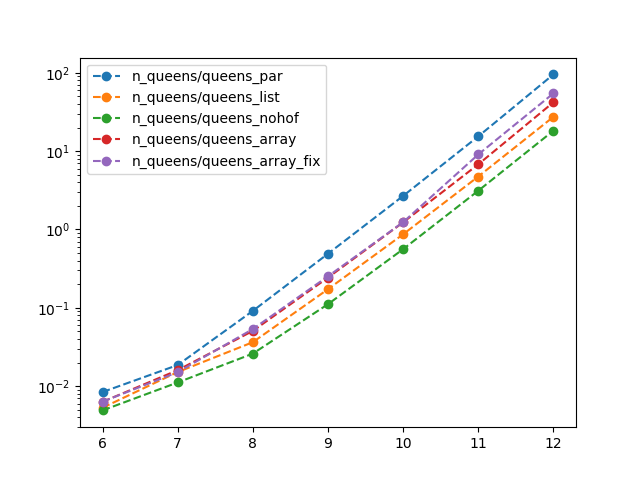 n_queens/queens_par
n_queens/queens_list
n_queens/queens_nohof
n_queens/queens_array
n_queens/queens_array_fix
10²
10¹
10⁰
10⁻¹
10⁻²
6 7 8 9 10 11 12